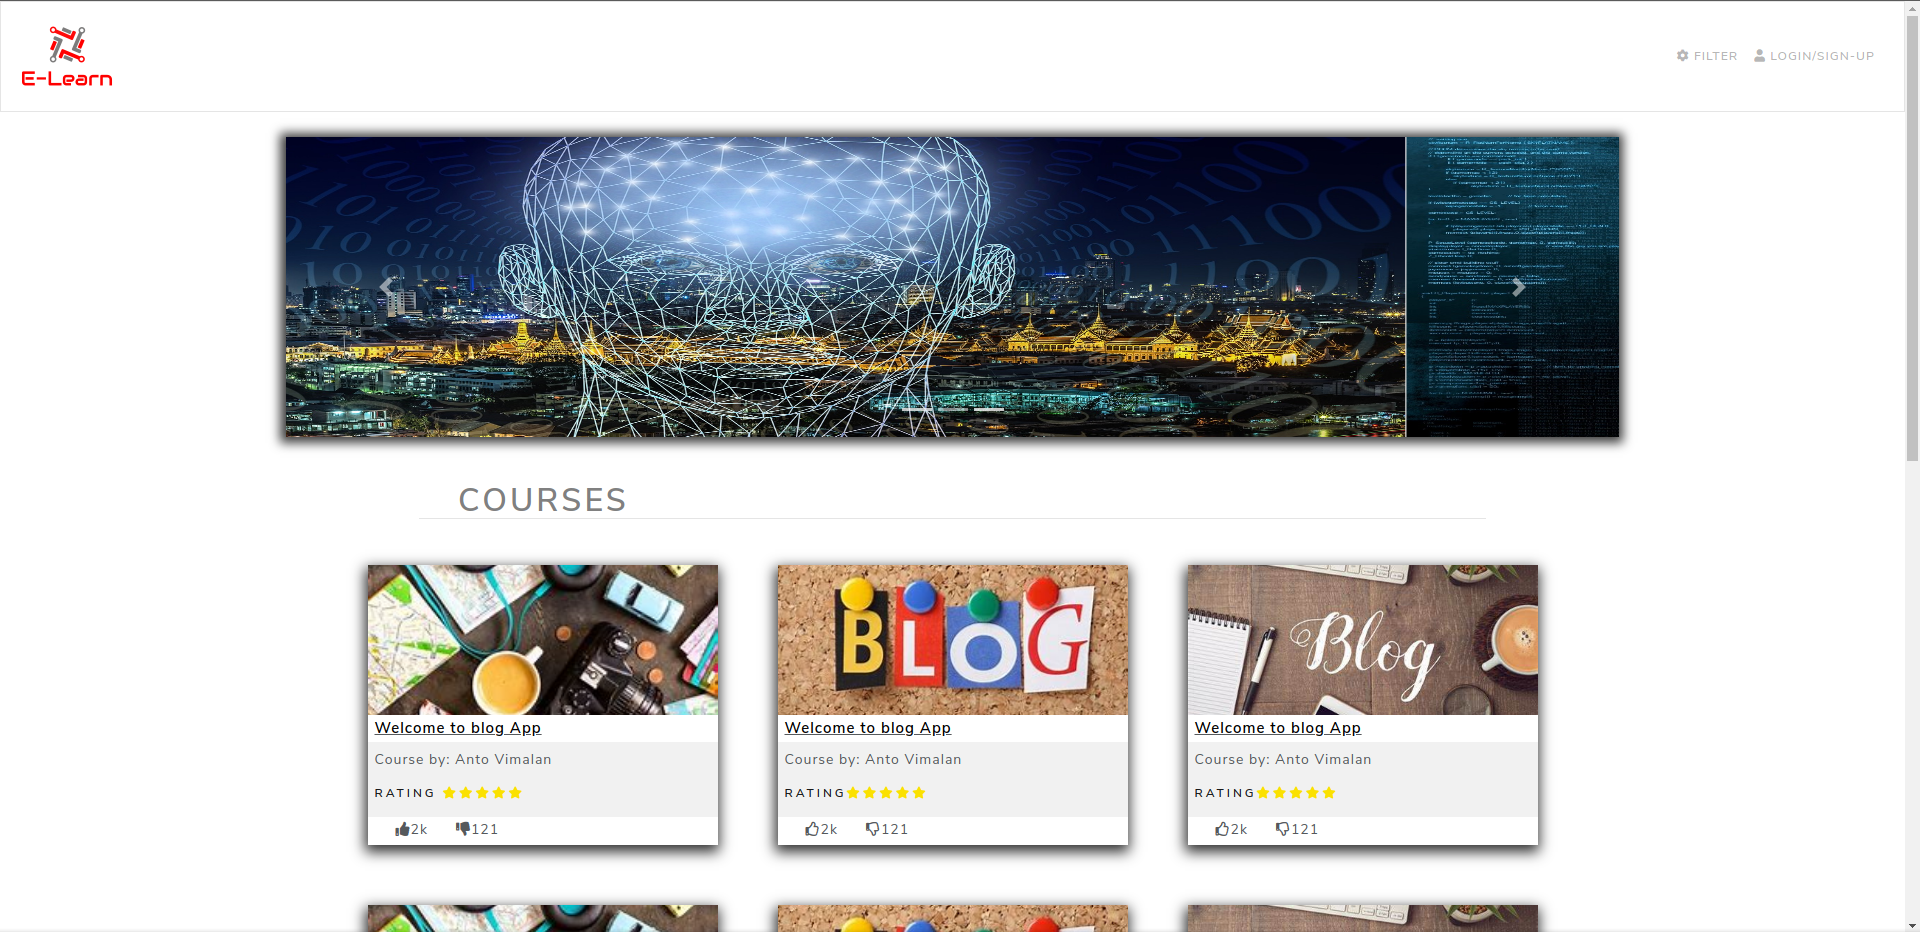 E-Learn
FILTER LOGIN/SIGN-UP
COURSES
BLOG
Blog
Welcome to blog App
Course by: Anto Vimalan
RATING
2k 121
Welcome to blog App
Course by: Anto Vimalan
RATING
2k 121
Welcome to blog App
Course by: Anto Vimalan
RATING
2k 121